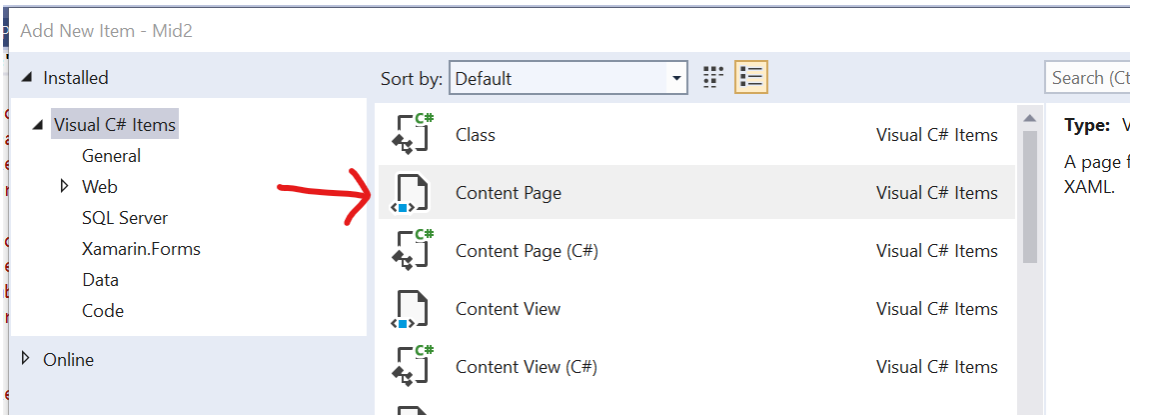 Add New Item - Mid2
Installed
Sort by: Default
Search (Ct
Visual C# Items
General
Web
SQL Server
Xamarin.Forms
Data
Code
Online
C# Class Visual C# Items
Content Page Visual C# Items
C# Content Page (C#) Visual C# Items
Content View Visual C# Items
C# Content View (C#) Visual C# Items
Type: V
A page f
XAML.